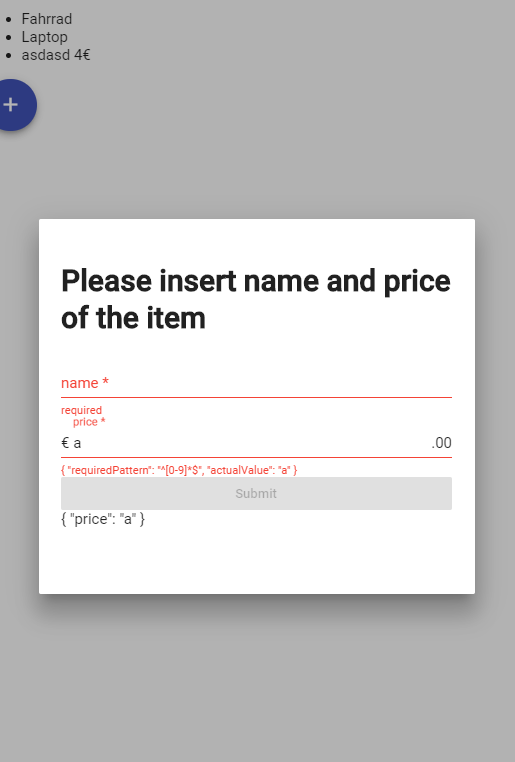 Fahrrad
Laptop
asdasd 4€
+
Please insert name and price
of the item
name *
required
price *
€ a .00
{ "requiredPattern": "^[0-9]*$", "actualValue": "a" }
Submit
{ "price": "a" }